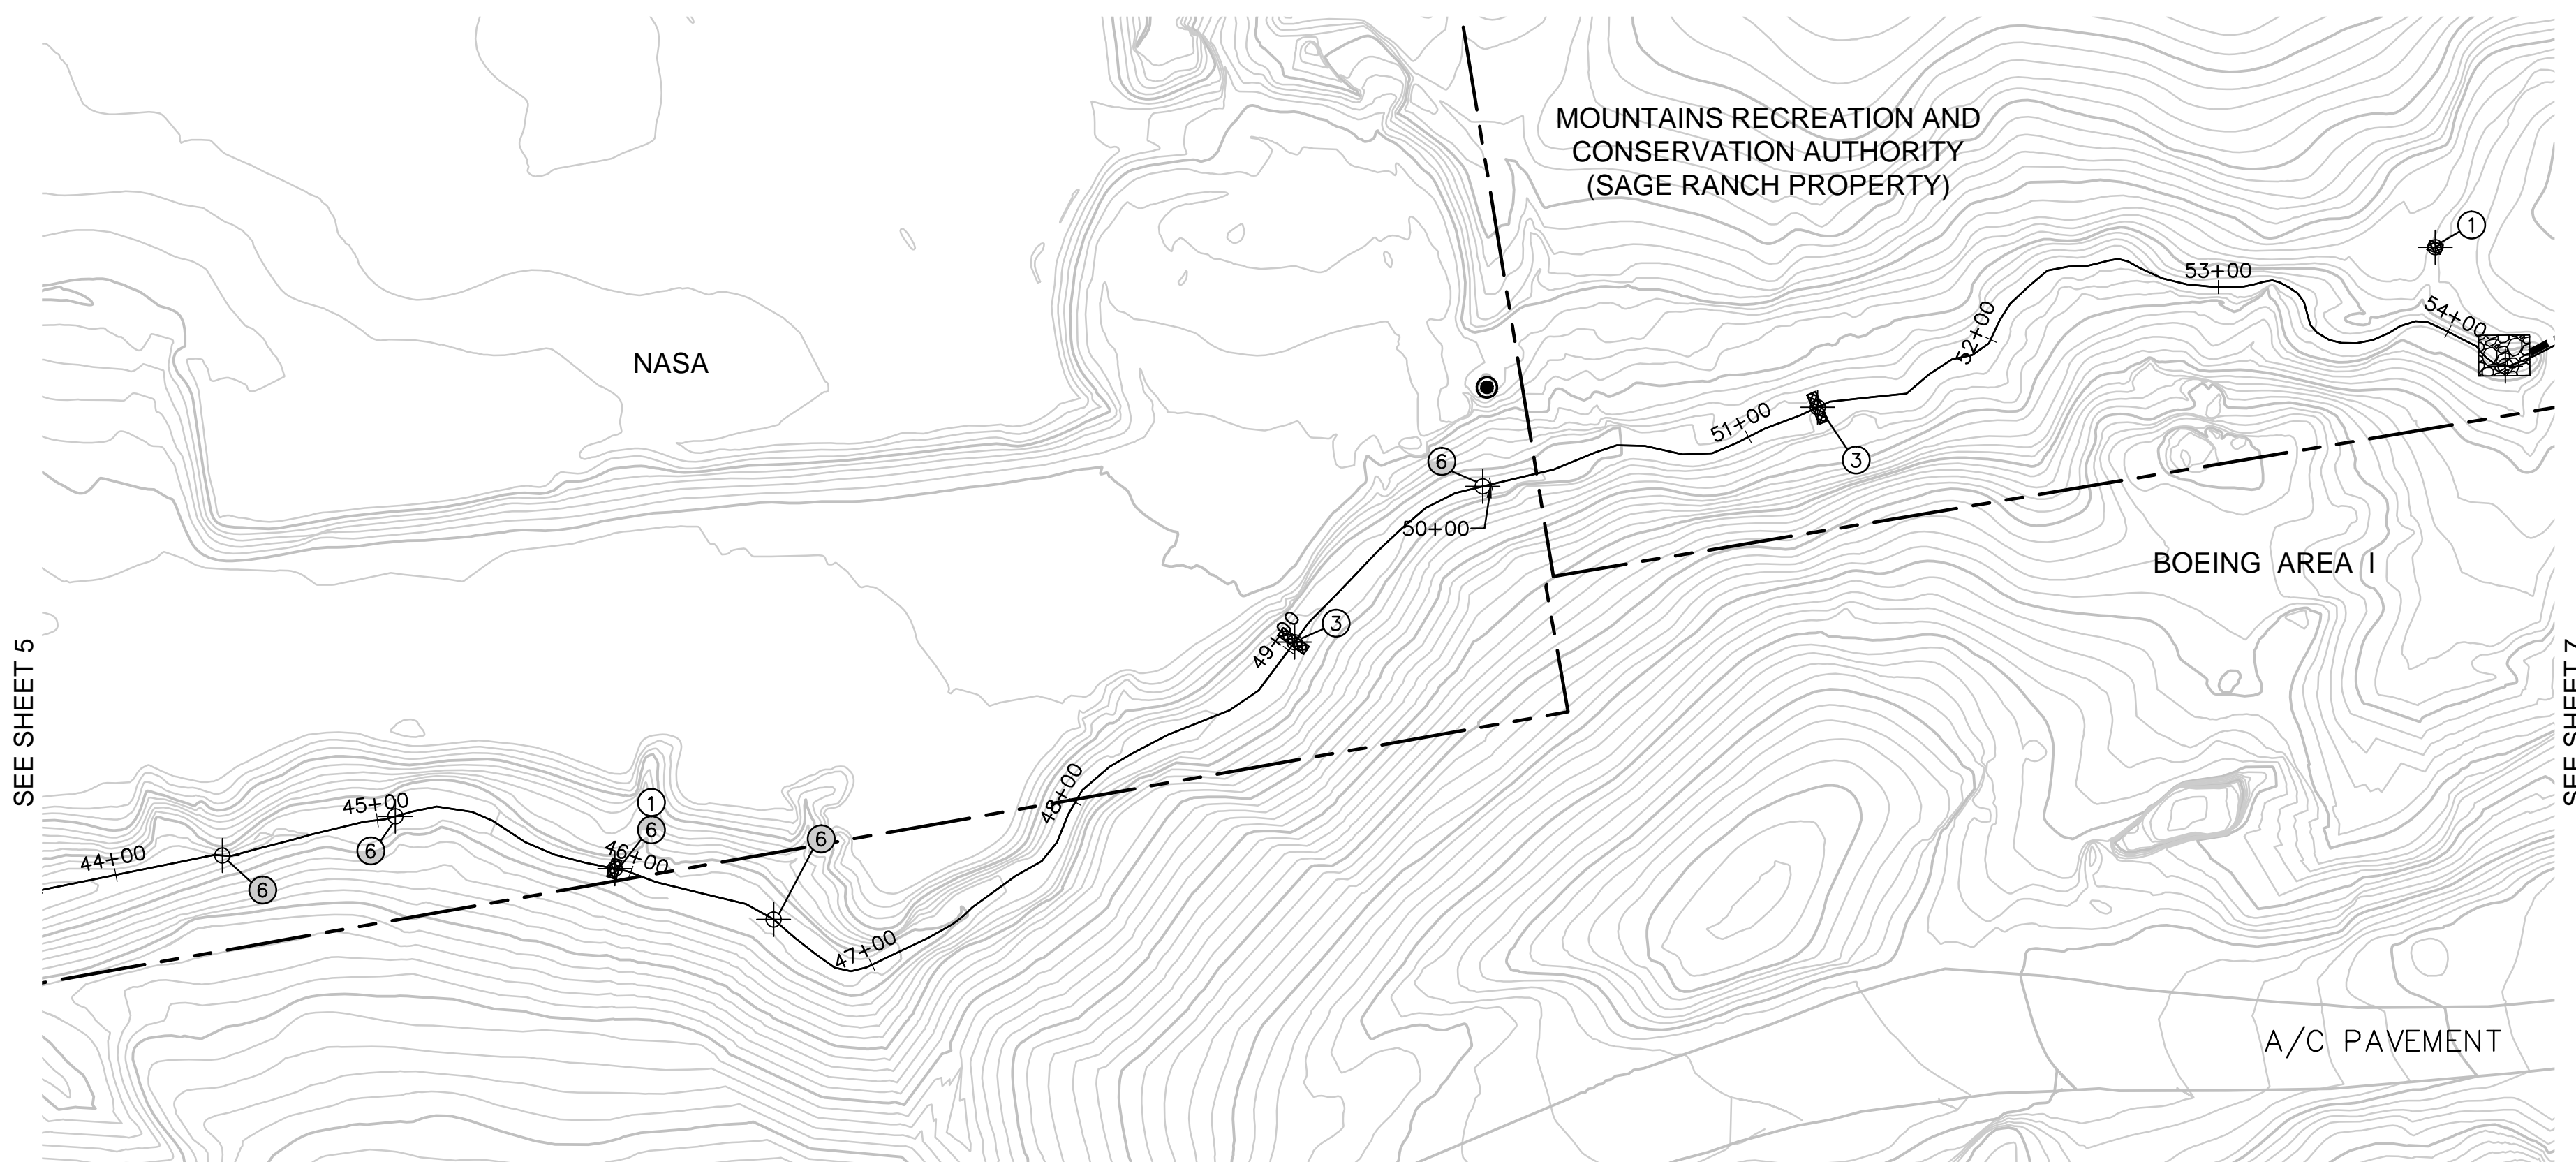 MOUNTAINS RECREATION AND
CONSERVATION AUTHORITY
(SAGE RANCH PROPERTY)
1
53+00
54+00
52+00
NASA
51+00
3
6
50+00
BOEING AREA I
3
49+00
SEE SHEET 5
SEE SHEET 7
48+00
45+00
1
6
6
6
46+00
44+00
6
47+00
A/C PAVEMENT